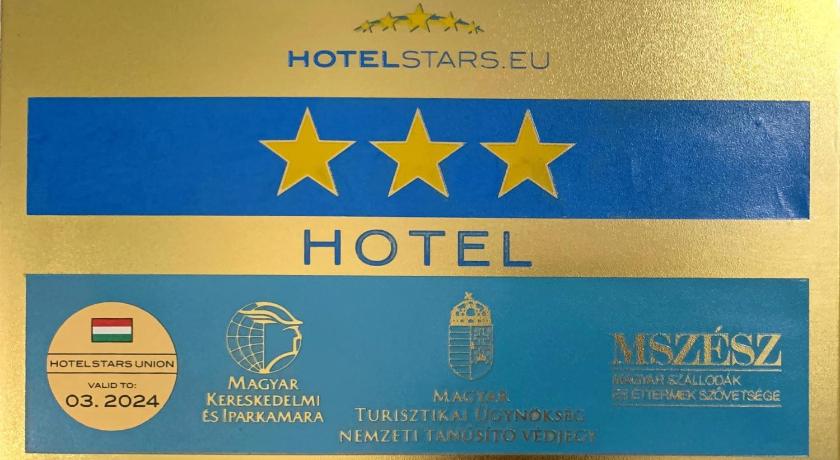 HOTELSTARS.EU
HOTEL
HOTELSTARS UNION
VALID TO:
03. 2024
MAGYAR
KERESKEDELMI
ÉS IPARKAMARA
MAGYAR
TURISZTIKAI ÜGYNÖKSÉG
NEMZETI TANÚSÍTÓ VÉDJEGY
MSZÉSZ
MAGYAR SZÁLLODÁK
ÉS ÉTTERMEK SZÖVETSÉGE